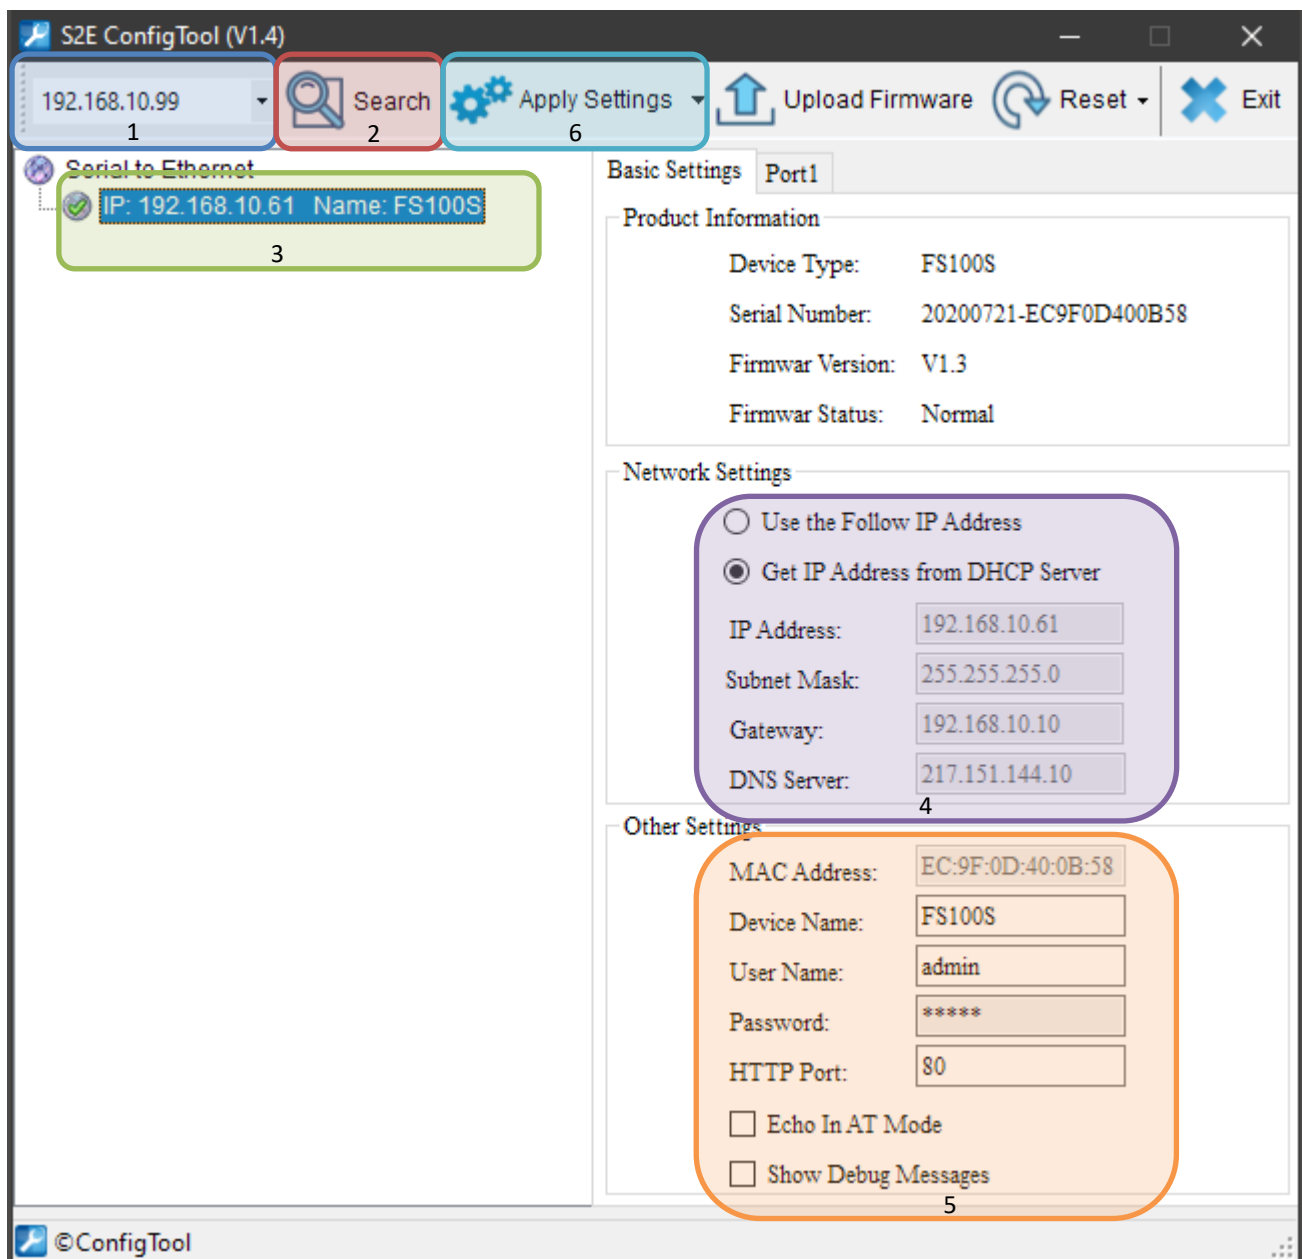 S2E ConfigTool (V1.4)
192.168.10.99 Search Apply Settings Upload Firmware Reset Exit
1 2 6
Serial to Ethernet
IP: 192.168.10.61 Name: FS100S
3
Basic Settings Port1
Product Information
Device Type: FS100S
Serial Number: 20200721-EC9F0D400B58
Firmwar Version: V1.3
Firmwar Status: Normal
Network Settings
Use the Follow IP Address
Get IP Address from DHCP Server
IP Address: 192.168.10.61
Subnet Mask: 255.255.255.0
Gateway: 192.168.10.10
DNS Server: 217.151.144.10
4
Other Settings
MAC Address: EC:9F:0D:40:0B:58
Device Name: FS100S
User Name: admin
Password: *****
HTTP Port: 80
Echo In AT Mode
Show Debug Messages
5
©ConfigTool